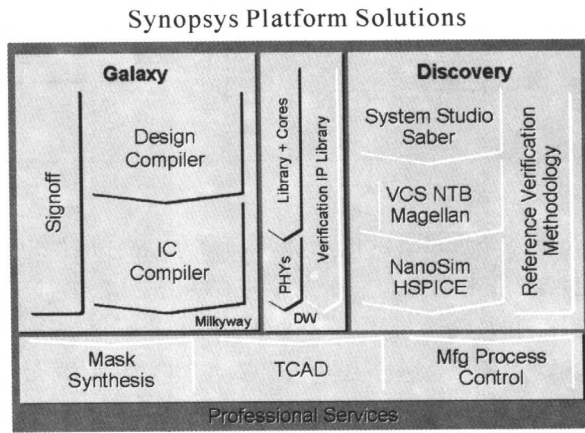 Synopsys Platform Solutions
Galaxy
Signoff
Design
Compiler
IC
Compiler
Milkyway
Library + Cores
PHYs
Verification IP Library
DW
Discovery
System Studio
Saber
VCS NTB
Magellan
NanoSim
HSPICE
Reference Verification
Methodology
Mask
Synthesis
TCAD
Mfg Process
Control
Professional Services